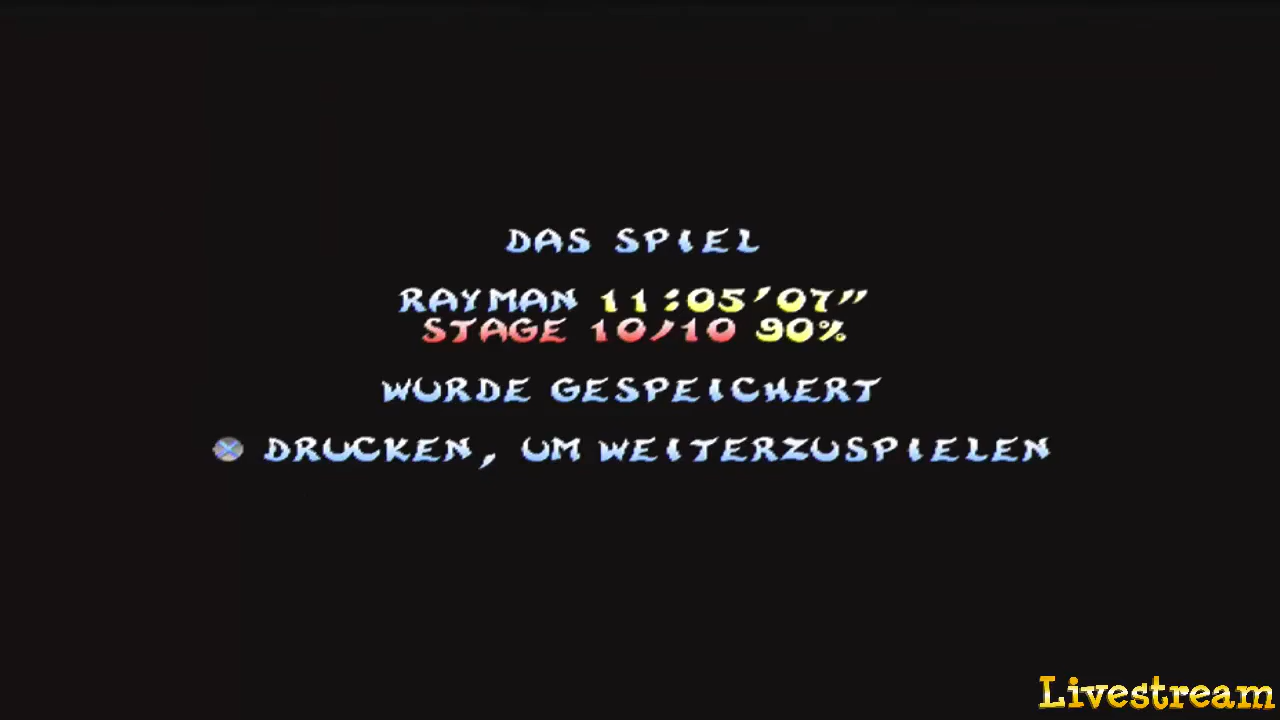 DAS SPIEL
RAYMAN 11:05'07"
STAGE 10/10 90%
WURDE GESPEICHERT
DRUCKEN, UM WEITERZUSPIELEN
Livestream